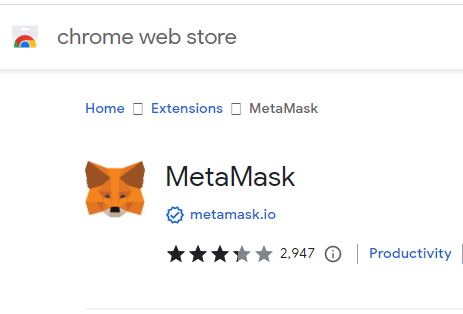 chrome web store
Home Extensions MetaMask
MetaMask
metamask.io
2,947 Productivity